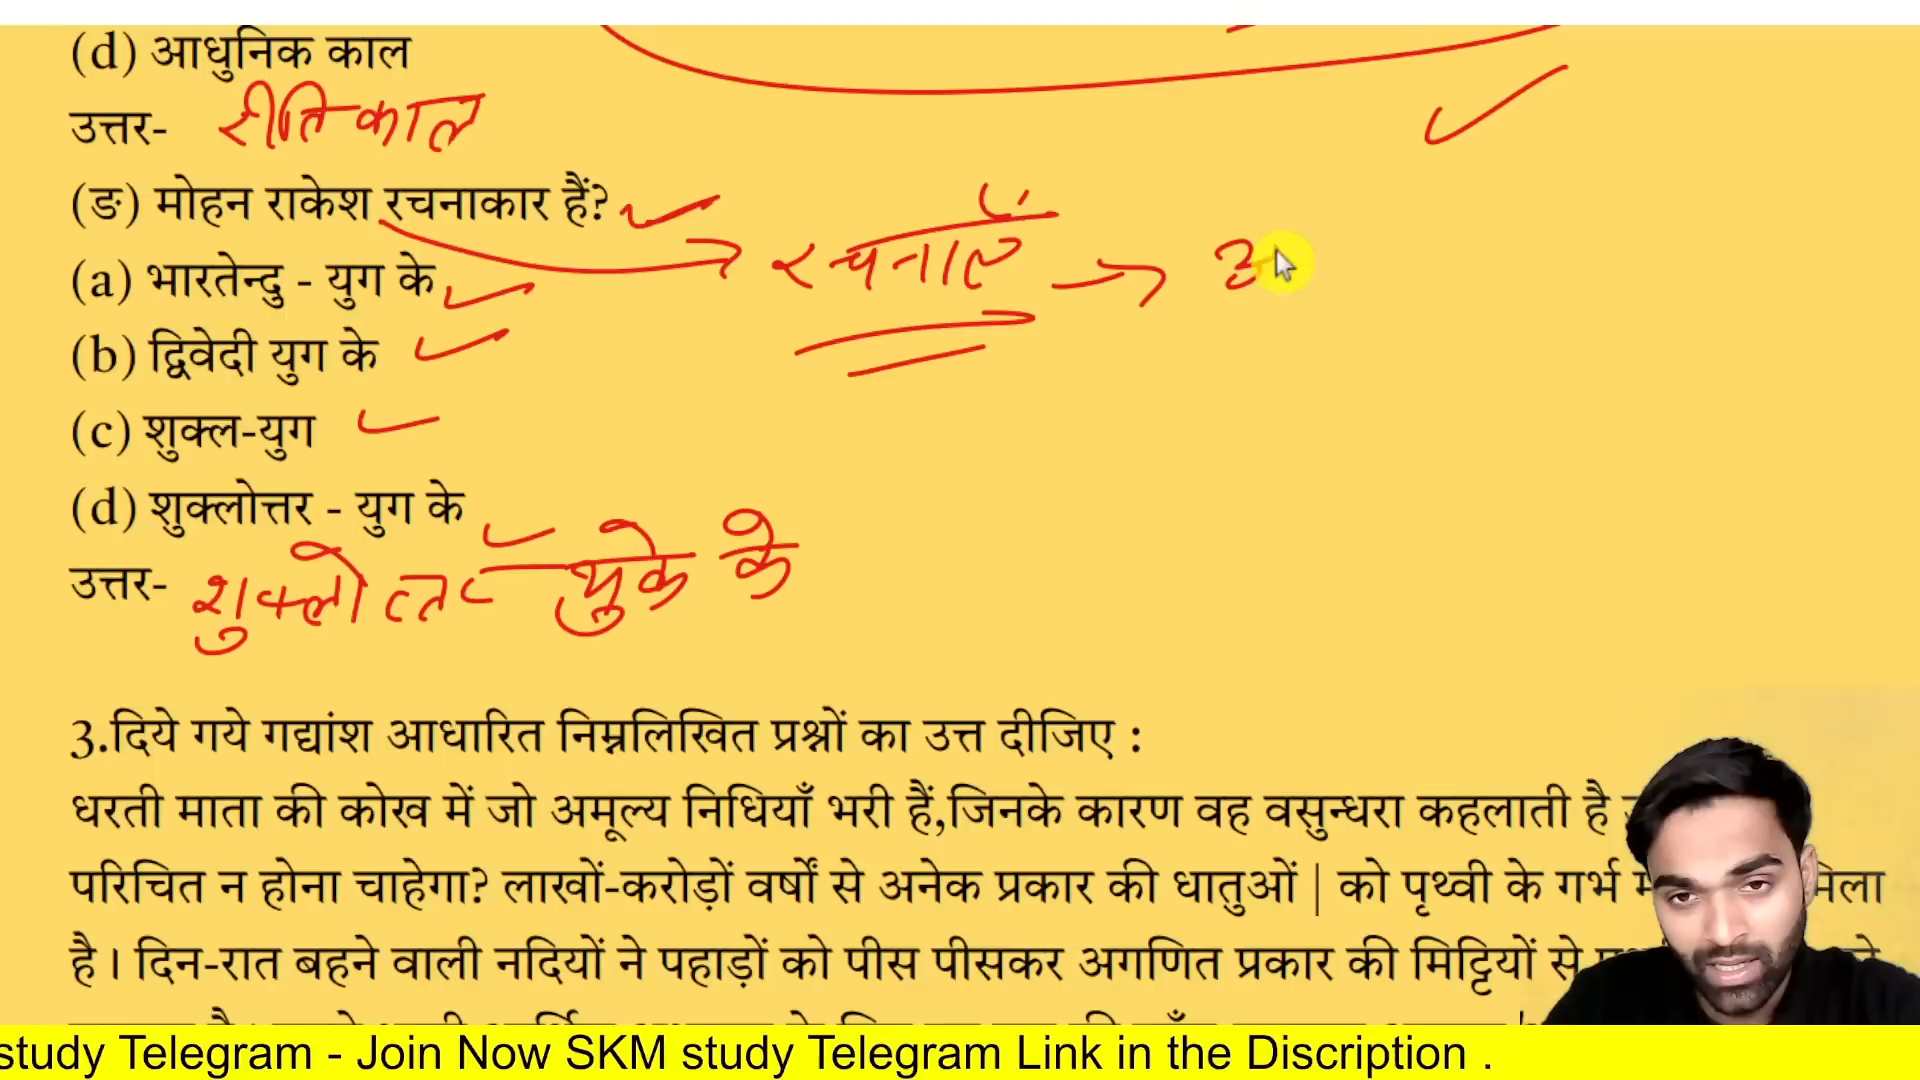 (d) आधुनिक काल
उत्तर- रीतिकाल
(ङ) मोहन राकेश रचनाकार हैं?
(a) भारतेन्दु - युग के
रचनाएं
(b) द्विवेदी युग के
(c) शुक्ल-युग
(d) शुक्लोत्तर - युग के
उत्तर- शुक्लोत्तर युके के
3.दिये गये गद्यांश आधारित निम्नलिखित प्रश्नों का उत्त दीजिए :
धरती माता की कोख में जो अमूल्य निधियाँ भरी हैं,जिनके कारण वह वसुन्धरा कहलाती है
परिचित न होना चाहेगा? लाखों-करोड़ों वर्षों से अनेक प्रकार की धातुओं | को पृथ्वी के गर्भ
है । दिन-रात बहने वाली नदियों ने पहाड़ों को पीस पीसकर अगणित प्रकार की मिट्टियों से
study Telegram - Join Now SKM study Telegram Link in the Discription .